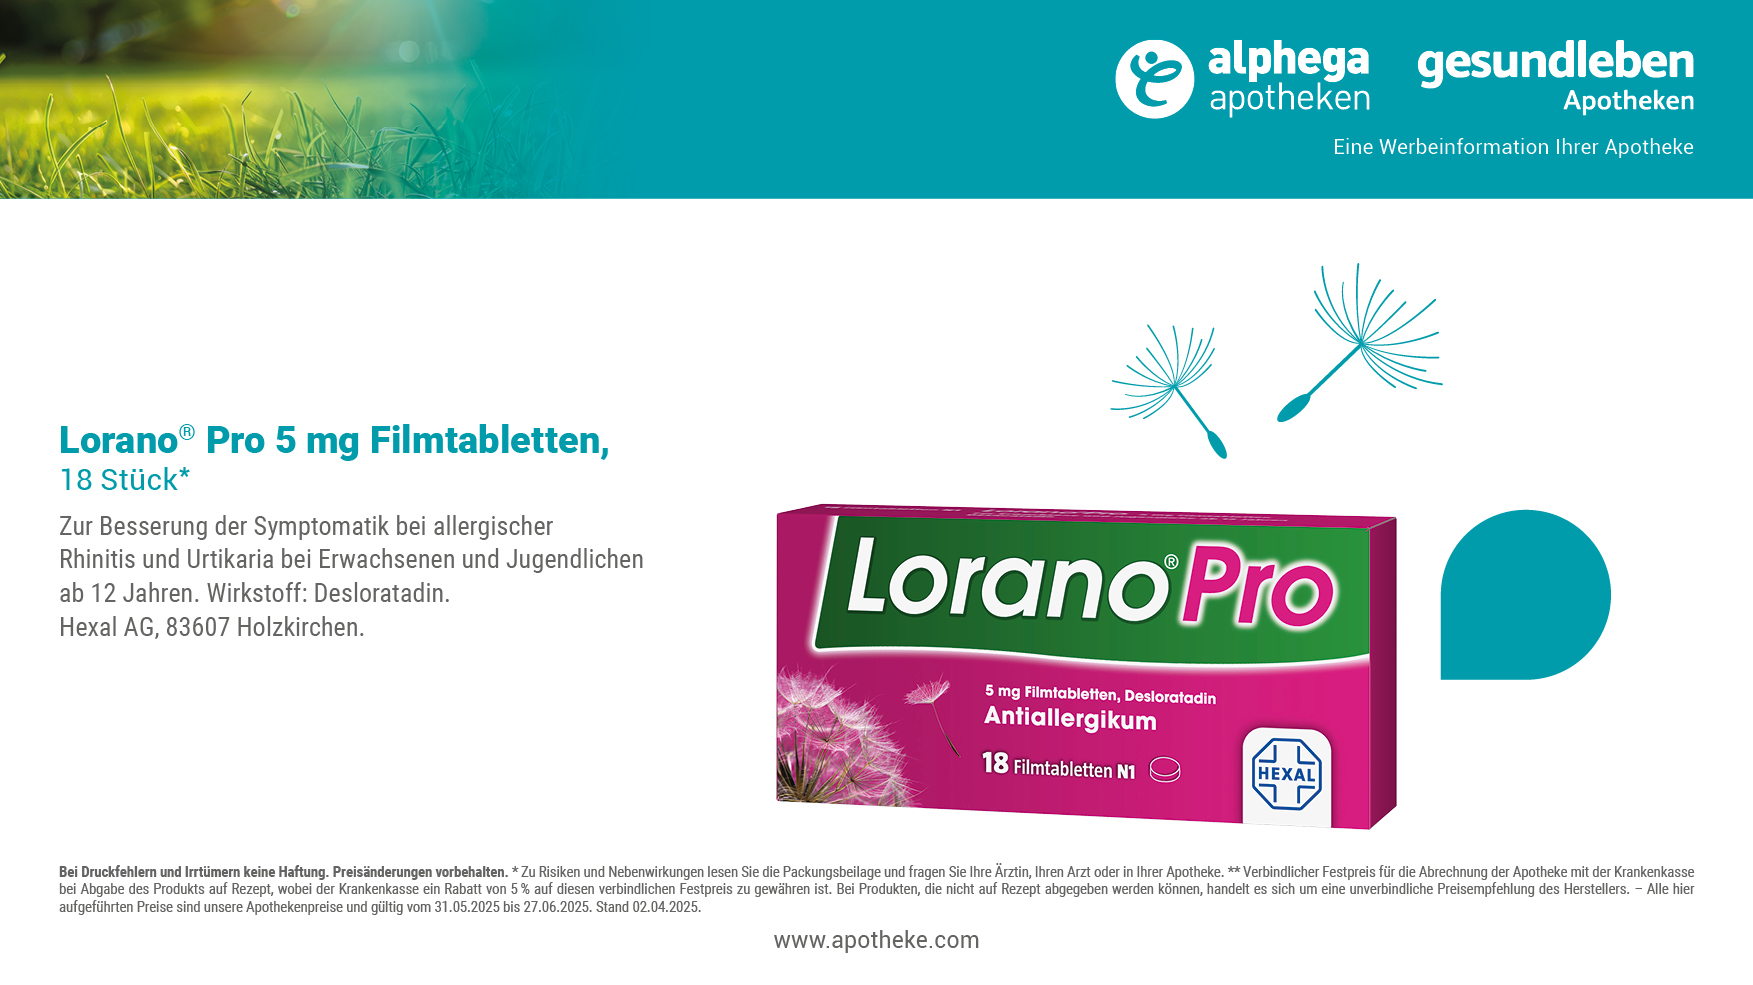 alphega
apotheken
gesundleben
Apotheken
Eine Werbeinformation Ihrer Apotheke
Lorano® Pro 5 mg Filmtabletten,
18 Stück*
Zur Besserung der Symptomatik bei allergischer
Rhinitis und Urtikaria bei Erwachsenen und Jugendlichen
ab 12 Jahren. Wirkstoff: Desloratadin.
Hexal AG, 83607 Holzkirchen.
Lorano® Pro
5 mg Filmtabletten, Desloratadin
Antiallergikum
18 Filmtabletten N1
HEXAL
Bei Druckfehlern und Irrtümern keine Haftung. Preisänderungen vorbehalten. * Zu Risiken und Nebenwirkungen lesen Sie die Packungsbeilage und fragen Sie Ihre Ärztin, Ihren Arzt oder in Ihrer Apotheke. ** Verbindlicher Festpreis für die Abrechnung der Apotheke mit der Krankenkasse
bei Abgabe des Produkts auf Rezept, wobei der Krankenkasse ein Rabatt von 5 % auf diesen verbindlichen Festpreis zu gewähren ist. Bei Produkten, die nicht auf Rezept abgegeben werden können, handelt es sich um eine unverbindliche Preisempfehlung des Herstellers. – Alle hier
aufgeführten Preise sind unsere Apothekenpreise und gültig vom 31.05.2025 bis 27.06.2025. Stand 02.04.2025.
www.apotheke.com